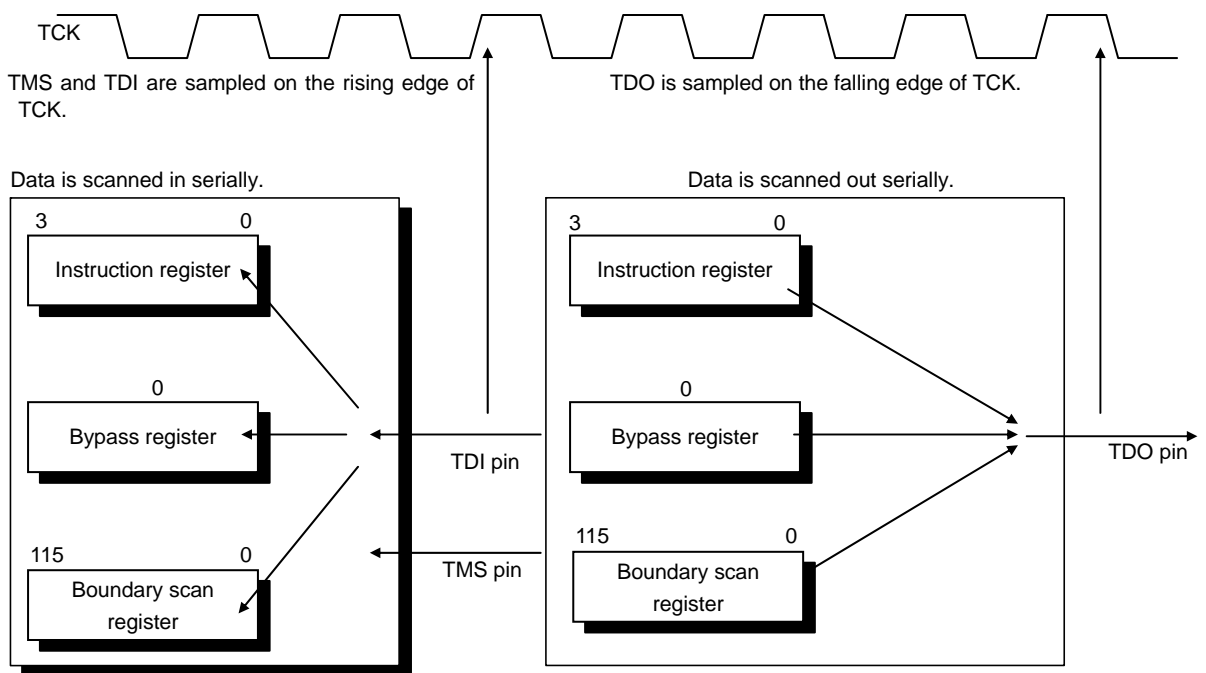 TCK
TMS and TDI are sampled on the rising edge of
TCK.
TDO is sampled on the falling edge of TCK.
Data is scanned in serially.
3 0
Instruction register
0
Bypass register
115 0
Boundary scan
register
TDI pin
TMS pin
Data is scanned out serially.
3 0
Instruction register
0
Bypass register
115 0
Boundary scan
register
TDO pin